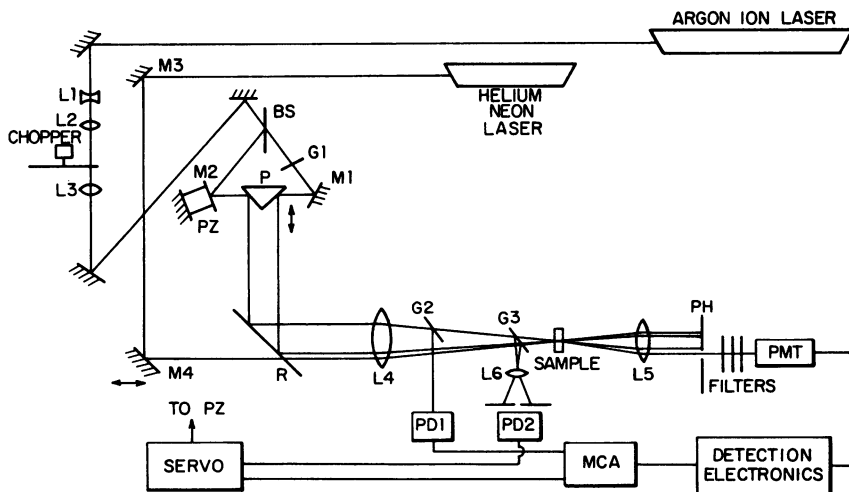 ARGON ION LASER
M3
HELIUM
NEON
LASER
L1
L2
CHOPPER
L3
BS
G1
M2
P
M1
PZ
G2
G3
PH
SAMPLE
PMT
M4
R
L4
L6
L5
FILTERS
TO PZ
PD1
PD2
SERVO
MCA
DETECTION
ELECTRONICS